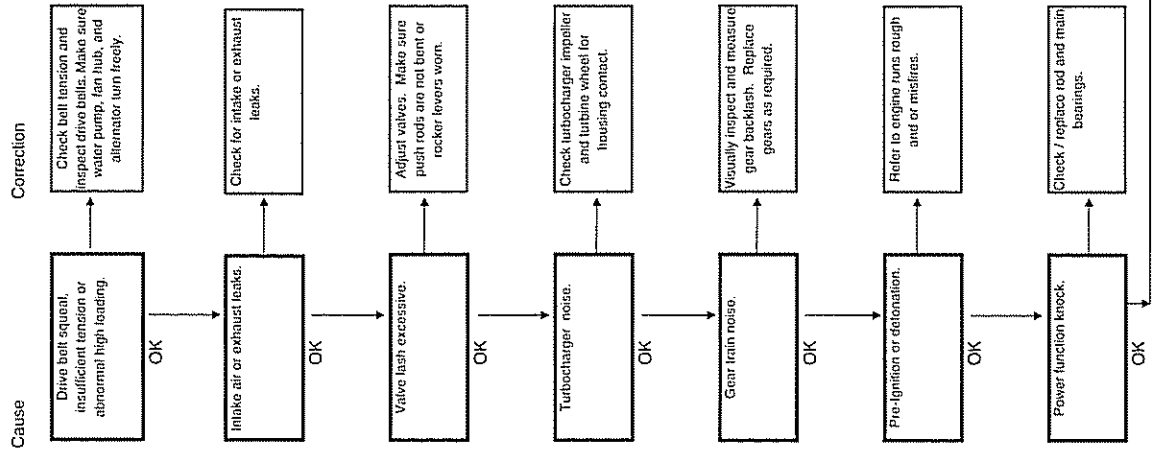 Cause
Correction
Drive belt squeal,
insufficient tension or
abnormal high loading.
Check belt tension and
inspect drive belts. Make sure
water pump, fan hub, and
alternator turn freely.
OK
Intake air or exhaust leaks.
Check for intake or exhaust
leaks.
OK
Valve lash excessive.
Adjust valves. Make sure
push rods are not bent or
rocker levers worn.
OK
Turbocharger noise.
Check turbocharger impeller
and turbine wheel for
housing contact.
OK
Gear train noise.
Visually inspect and measure
gear backlash. Replace
gears as required.
OK
Pre-Ignition or detonation.
Refer to engine runs rough
and or misfires.
OK
Power function knock.
Check / replace rod and main
bearings.
OK